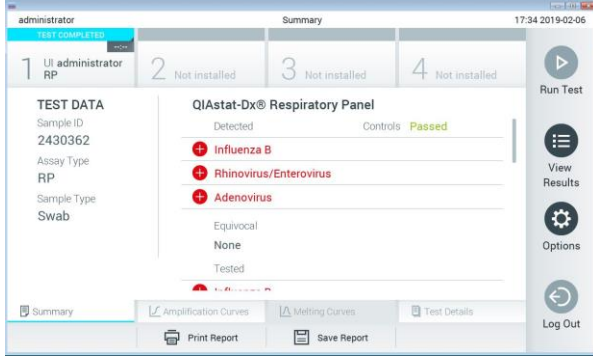 administrator Summary 17:34 2019-02-06
TEST COMPLETED
--:--
1 UI administrator RP
2 Not installed
3 Not installed
4 Not installed
Run Test
TEST DATA
Sample ID
2430362
Assay Type
RP
Sample Type
Swab
QIAstat-Dx® Respiratory Panel
Detected Controls Passed
Influenza B
Rhinovirus/Enterovirus
Adenovirus
Equivocal
None
Tested
Influenza B
View
Results
Options
Log Out
Summary Amplification Curves Melting Curves Test Details
Print Report Save Report